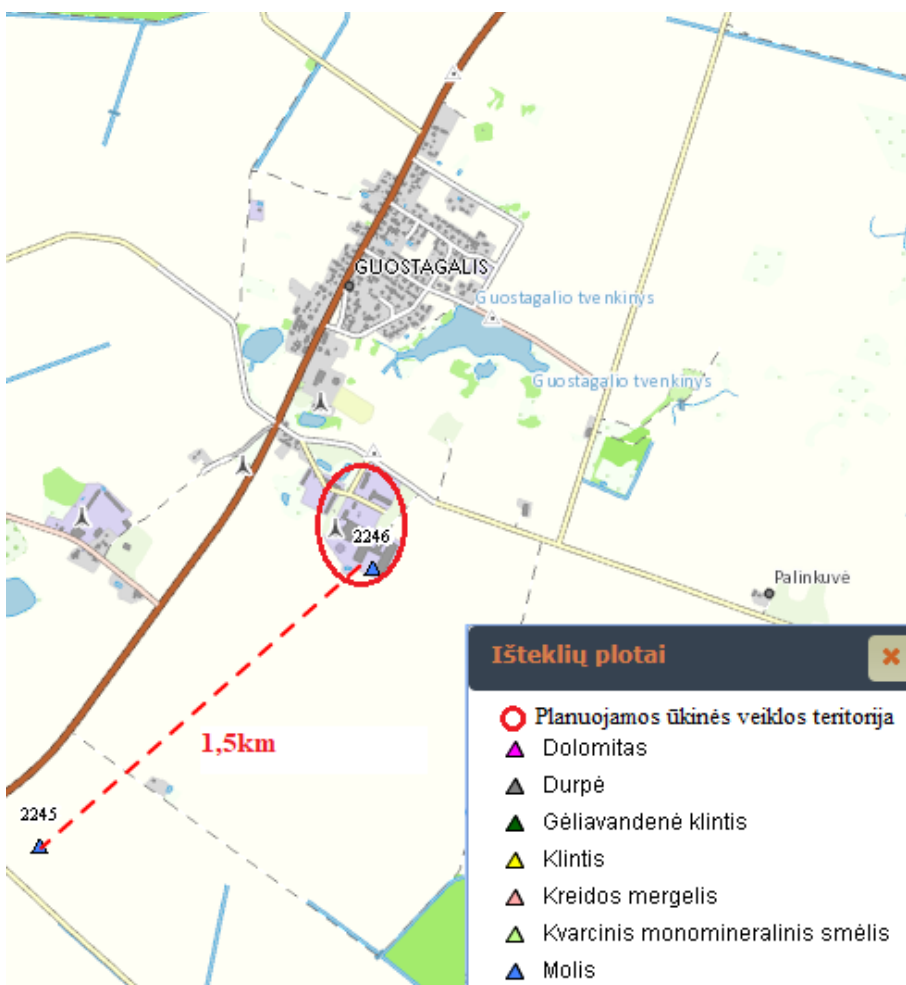 GUOSTAGALIS
Guostagalio tvenkinys
Guostagalio tvenkinys
2246
Palinkuvė
1,5km
2245
Išteklių plotai
Planuojamos ūkinės veiklos teritorija
Dolomitas
Durpė
Gėliavandenė klintis
Klintis
Kreidos mergelis
Kvarcinis monomineralinis smėlis
Molis